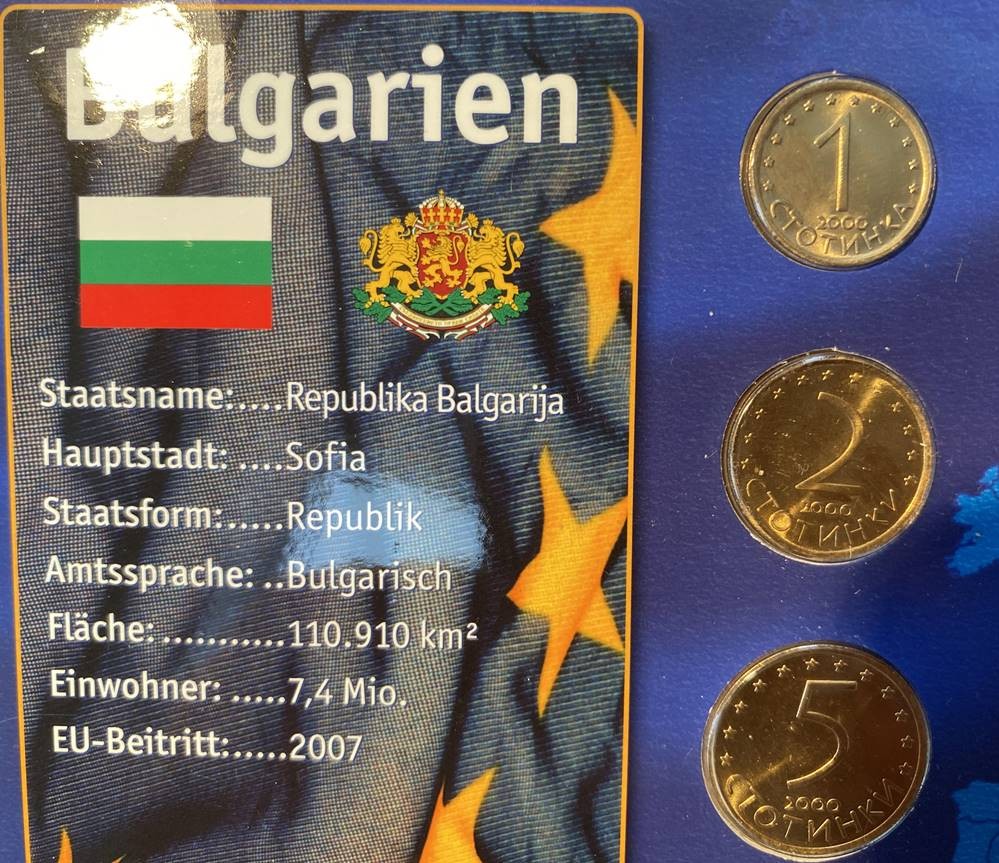 Bulgarien
Staatsname:....Republika Balgarija
Hauptstadt: ....Sofia
Staatsform:.....Republik
Amtssprache: ..Bulgarisch
Fläche:...........110.910 km²
Einwohner: .....7,4 Mio.
EU-Beitritt:.....2007
1
2000
СТОТИНКА
2
2000
СТОТИНКИ
5
2000
СТОТИНКИ